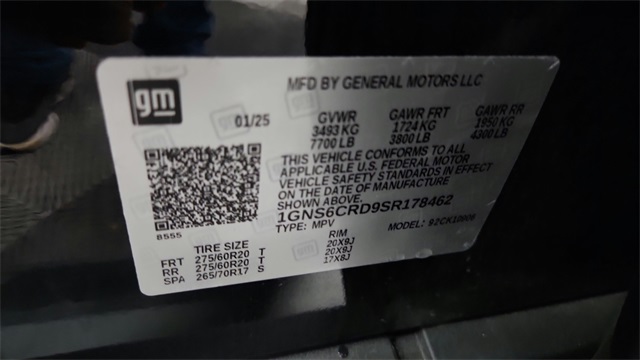 MFD BY GENERAL MOTORS LLC
gm
01/25
GVWR GAWR FRT GAWR RR
3493 KG 1724 KG 1950 KG
7700 LB 3800 LB 4300 LB
THIS VEHICLE CONFORMS TO ALL
APPLICABLE U.S. FEDERAL MOTOR
VEHICLE SAFETY STANDARDS IN EFFECT
ON THE DATE OF MANUFACTURE
SHOWN ABOVE.
1GNS6CRD9SR178462
TYPE: MPV MODEL:
8555
TIRE SIZE RIM
FRT 275/60R20 T 20X9J
RR 275/60R20 T 20X9J
SPA 265/70R17 S 17X8J